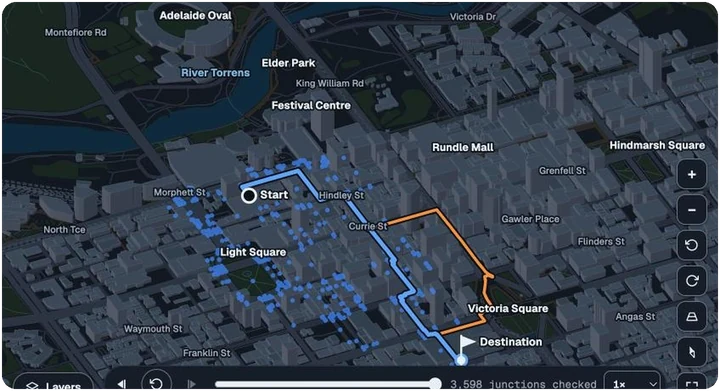 Adelaide Oval
Victoria Dr
Montefiore Rd
Elder Park
River Torrens
King William Rd
Festival Centre
Rundle Mall
Hindmarsh Square
Grenfell St
Morphett St
Start
Hindley St
Gawler Place
North Tce
Currie St
Flinders St
Light Square
Victoria Square
Angas St
Waymouth St
Destination
Franklin St
Layers
3,598 junctions checked
1×